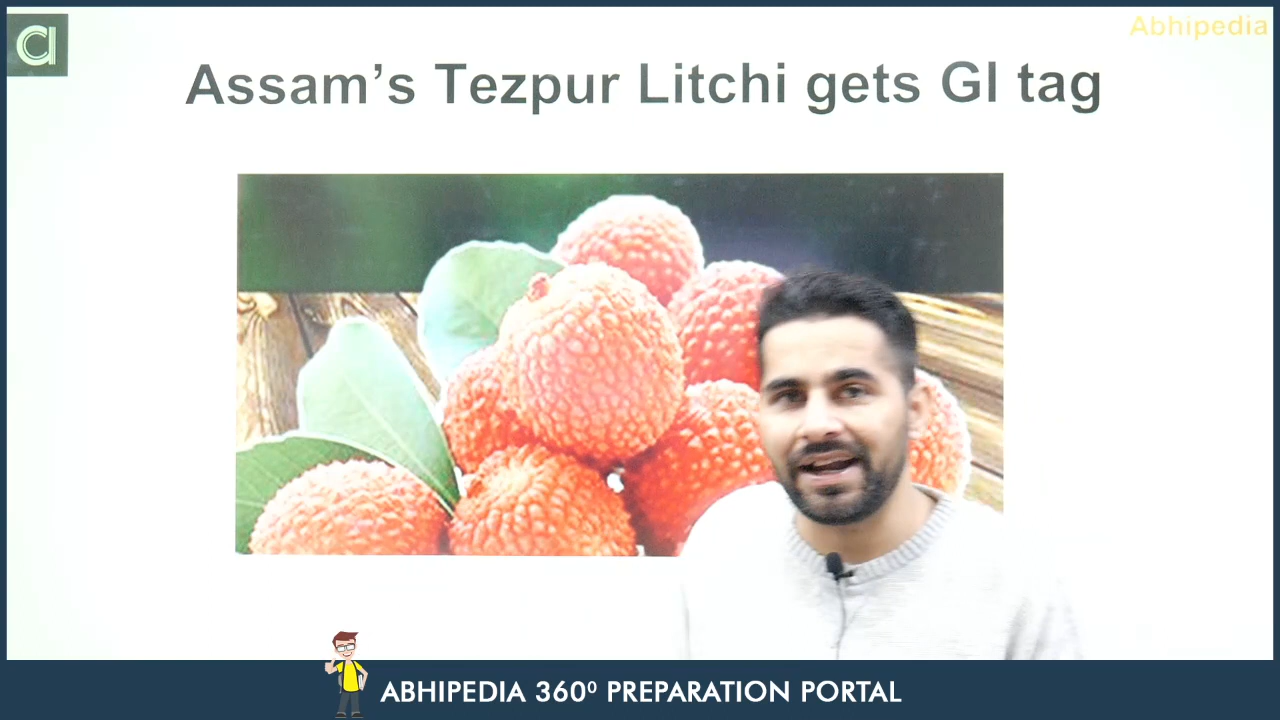 Abhipedia
Assam's Tezpur Litchi gets GI tag
ABHIPEDIA 360⁰ PREPARATION PORTAL